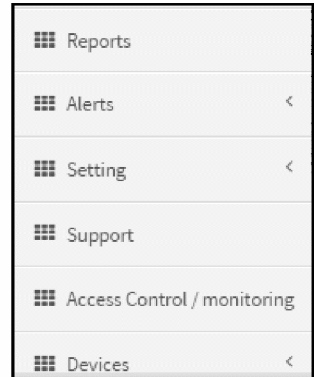 Reports
Alerts
Setting
Support
Access Control / monitoring
Devices